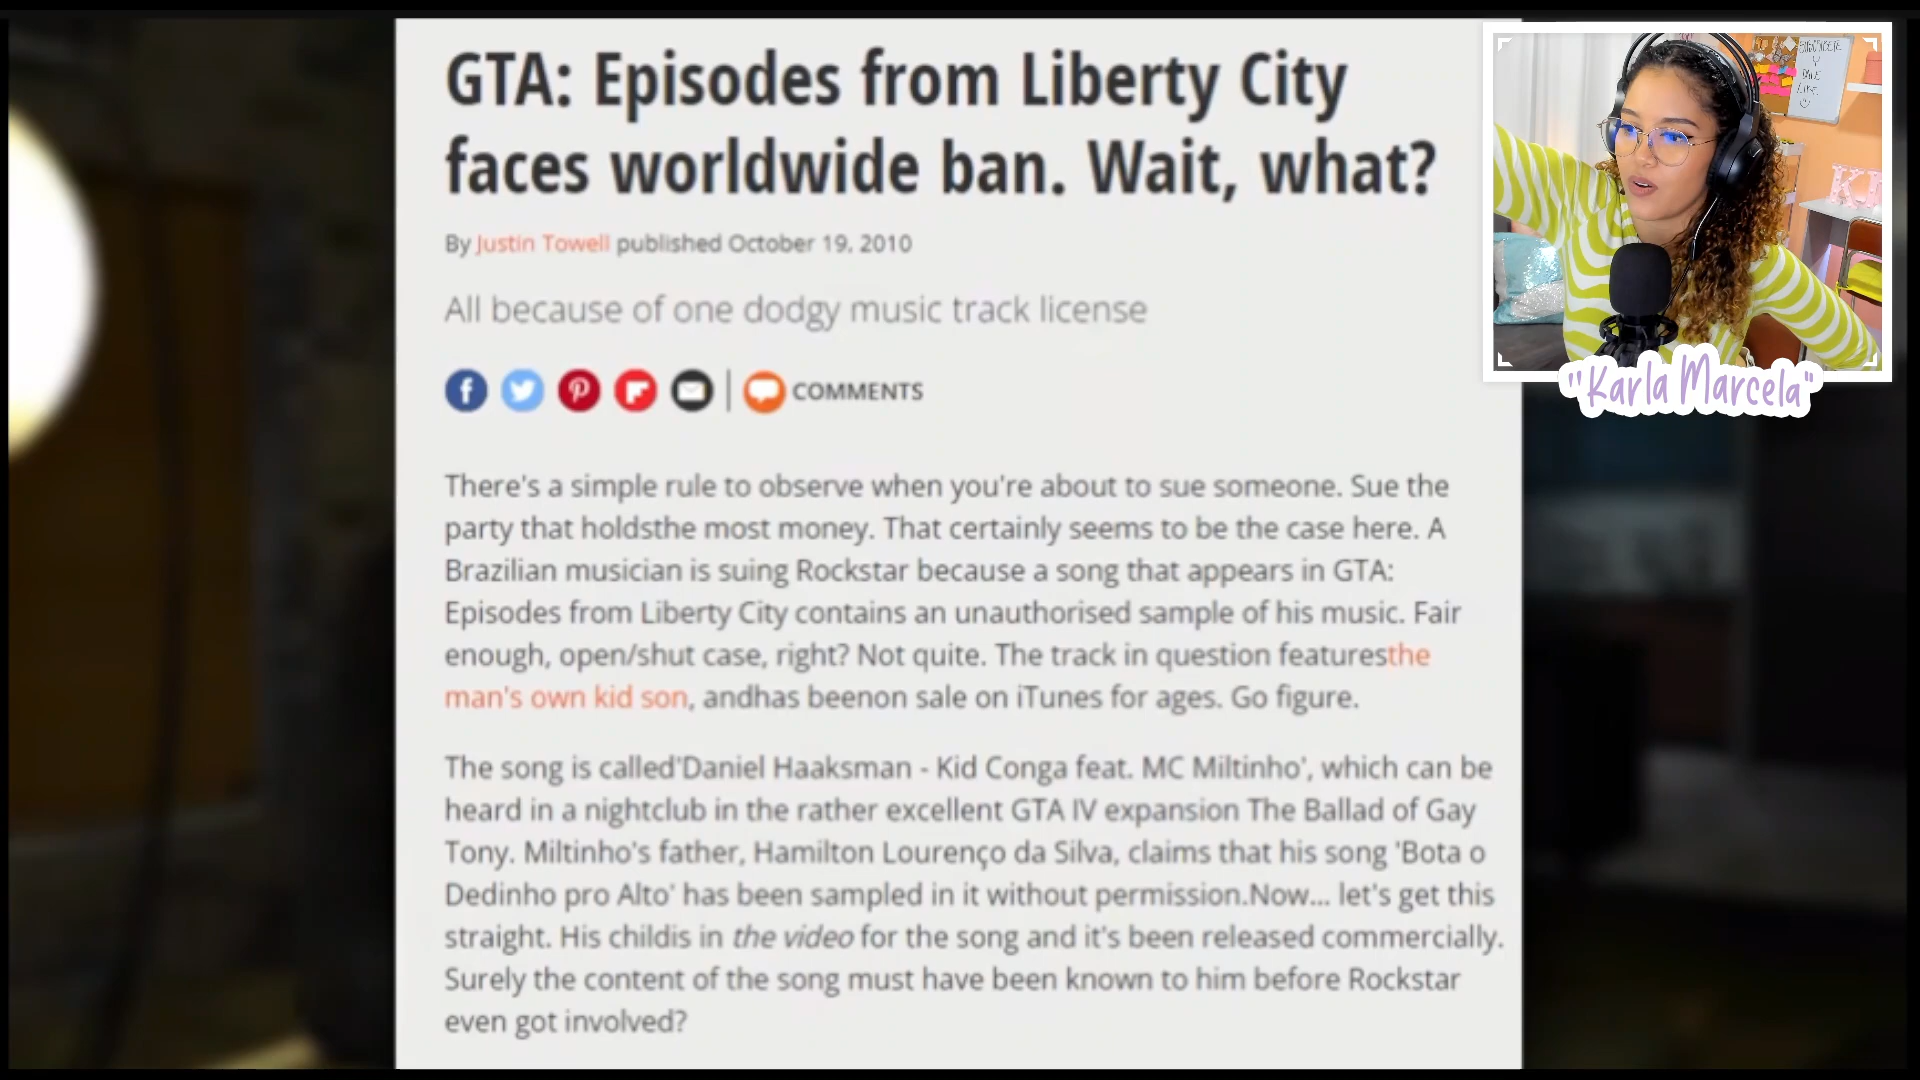 GTA: Episodes from Liberty City
faces worldwide ban. Wait, what?
By Justin Towell published October 19, 2010
All because of one dodgy music track license
COMMENTS
There's a simple rule to observe when you're about to sue someone. Sue the
party that holdsthe most money. That certainly seems to be the case here. A
Brazilian musician is suing Rockstar because a song that appears in GTA:
Episodes from Liberty City contains an unauthorised sample of his music. Fair
enough, open/shut case, right? Not quite. The track in question featuresthe
man's own kid son, andhas beenon sale on iTunes for ages. Go figure.
The song is called'Daniel Haaksman - Kid Conga feat. MC Miltinho', which can be
heard in a nightclub in the rather excellent GTA IV expansion The Ballad of Gay
Tony. Miltinho's father, Hamilton Lourenço da Silva, claims that his song 'Bota o
Dedinho pro Alto' has been sampled in it without permission.Now... let's get this
straight. His childis in the video for the song and it's been released commercially.
Surely the content of the song must have been known to him before Rockstar
even got involved?
SUSCRÍBETE
Y
DALE
LIKE
"Karla Marcela"